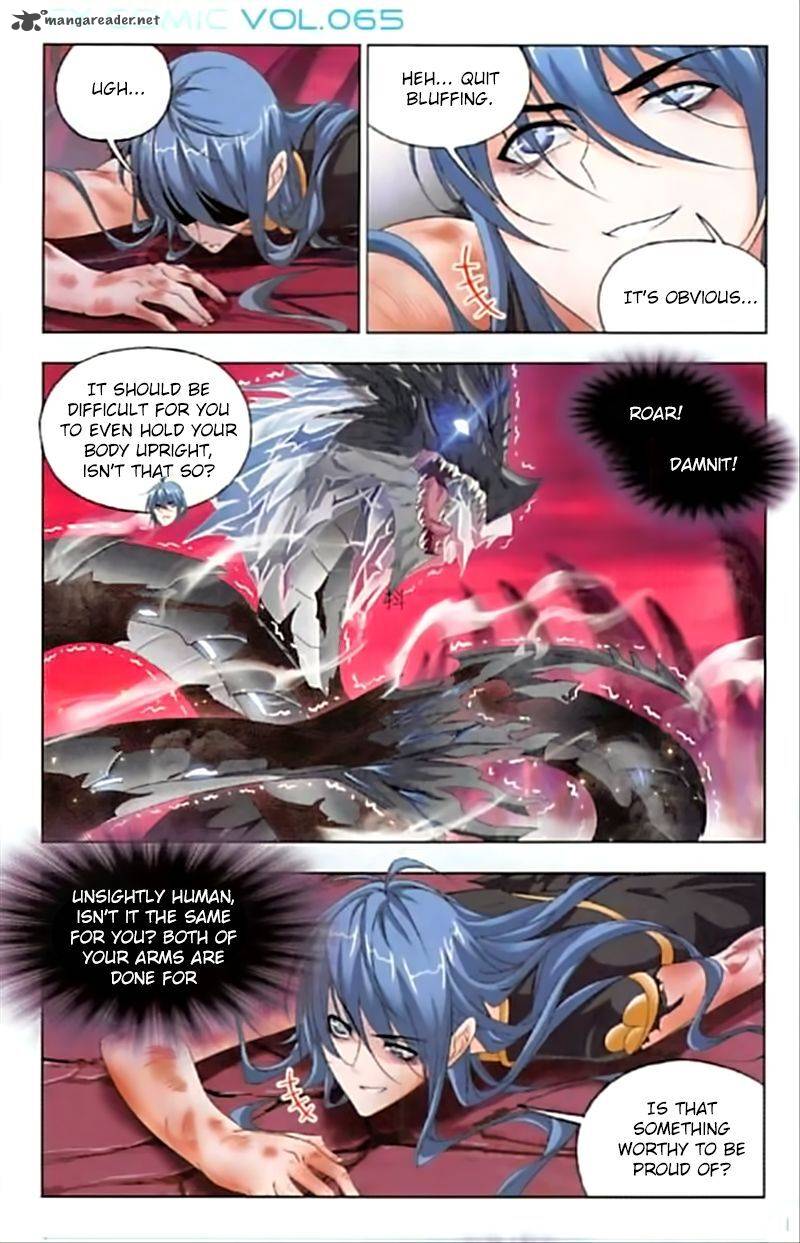 mangareader.net
COMIC VOL.065
UGH...
HEH... QUIT
BLUFFING.
IT'S OBVIOUS...
IT SHOULD BE
DIFFICULT FOR YOU
TO EVEN HOLD YOUR
BODY UPRIGHT,
ISN'T THAT SO?
ROAR!
DAMNIT!
抖
UNSIGHTLY HUMAN,
ISN'T IT THE SAME
FOR YOU? BOTH OF
YOUR ARMS ARE
DONE FOR
IS THAT
SOMETHING
WORTHY TO BE
PROUD OF?